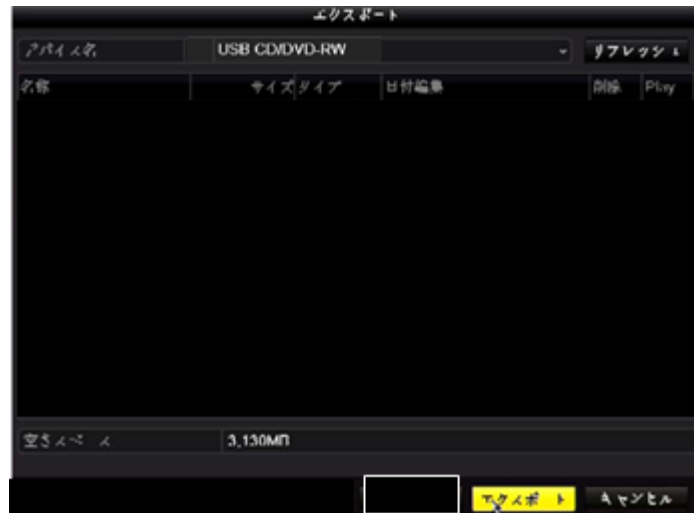 エクスポート
デバイス名 USB CD/DVD-RW リフレッシュ
名称 サイズ タイプ 日付編集 削除 Play
空きスペース 3,130MB
エクスポート キャンセル